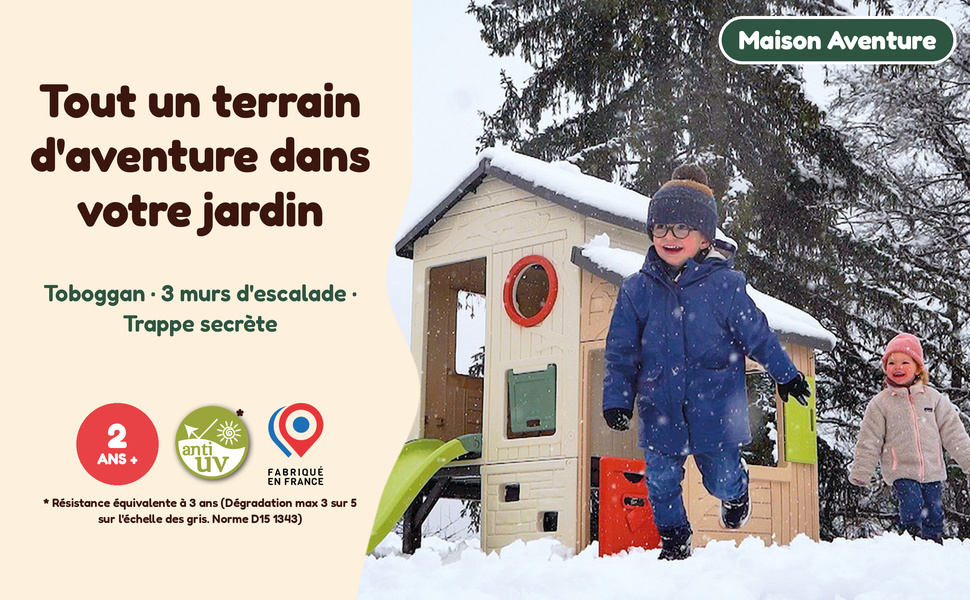 Maison Aventure
Tout un terrain
d'aventure dans
votre jardin
Toboggan · 3 murs d'escalade ·
Trappe secrète
2
ANS +
anti
uv
*
FABRIQUÉ
EN FRANCE
* Résistance équivalente à 3 ans (Dégradation max 3 sur 5
sur l'échelle des gris. Norme D15 1343)